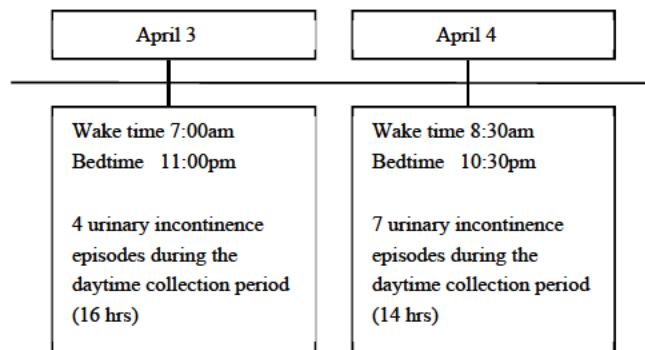 April 3
April 4
Wake time 7:00am
Bedtime 11:00pm
4 urinary incontinence
episodes during the
daytime collection period
(16 hrs)
Wake time 8:30am
Bedtime 10:30pm
7 urinary incontinence
episodes during the
daytime collection period
(14 hrs)